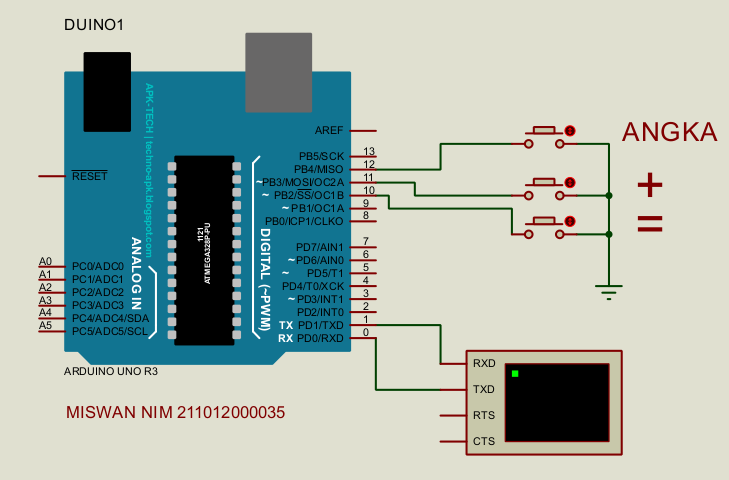 DUINO1
APK-TECH | techno-apk.blogspot.com
AREF
13
PB5/SCK
12
RESET
PB4/MISO
11
~PB3/MOSI/OC2A
10
~ PB2/SS/OC1B
9
~ PB1/OC1A
8
PB0/ICP1/CLKO
1121
ATMEGA328P-PU
DIGITAL (~PWM)
ANALOG IN
7
PD7/AIN1
6
~ PD6/AIN0
5
~ PD5/T1
4
PD4/T0/XCK
3
~ PD3/INT1
2
PD2/INT0
1
TX PD1/TXD
0
RX PD0/RXD
A0
PC0/ADC0
A1
PC1/ADC1
A2
PC2/ADC2
A3
PC3/ADC3
A4
PC4/ADC4/SDA
A5
PC5/ADC5/SCL
ARDUINO UNO R3
ANGKA
+
=
RXD
TXD
RTS
CTS
MISWAN NIM 211012000035